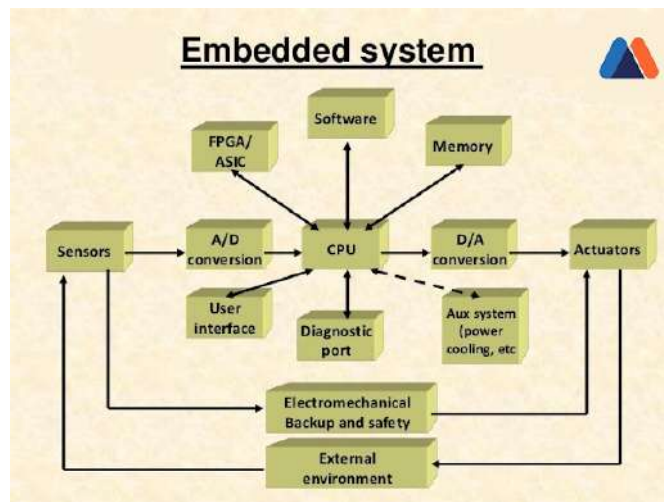 Embedded system
Software
FPGA/
ASIC
Memory
Sensors
A/D
conversion
CPU
D/A
conversion
Actuators
User
interface
Diagnostic
port
Aux system
(power
cooling, etc
Electromechanical
Backup and safety
External
environment